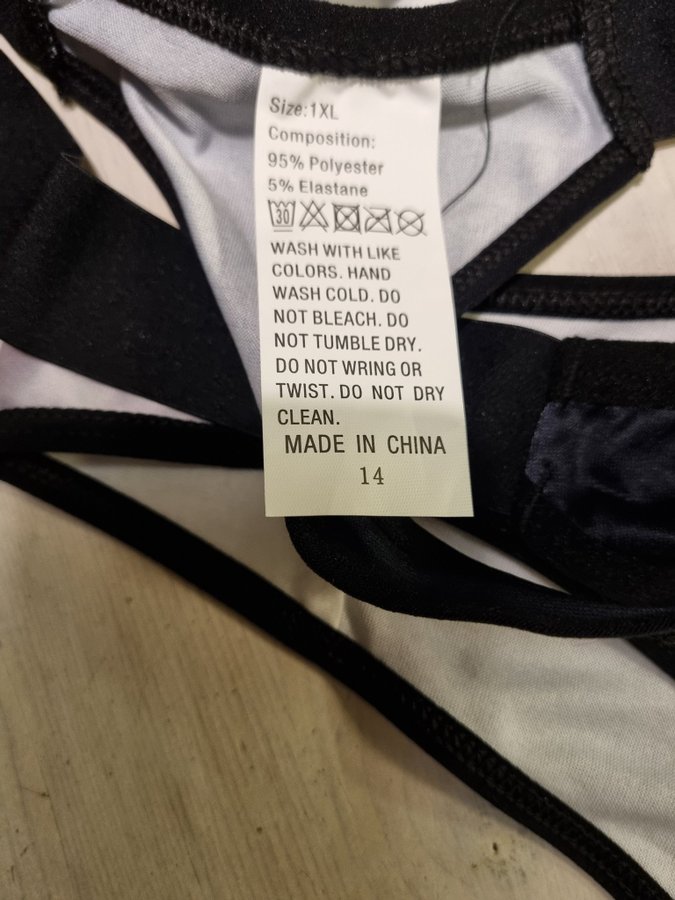 Size:1XL
Composition:
95% Polyester
5% Elastane
30
WASH WITH LIKE
COLORS. HAND
WASH COLD. DO
NOT BLEACH. DO
NOT TUMBLE DRY.
DO NOT WRING OR
TWIST. DO NOT DRY
CLEAN.
MADE IN CHINA
14